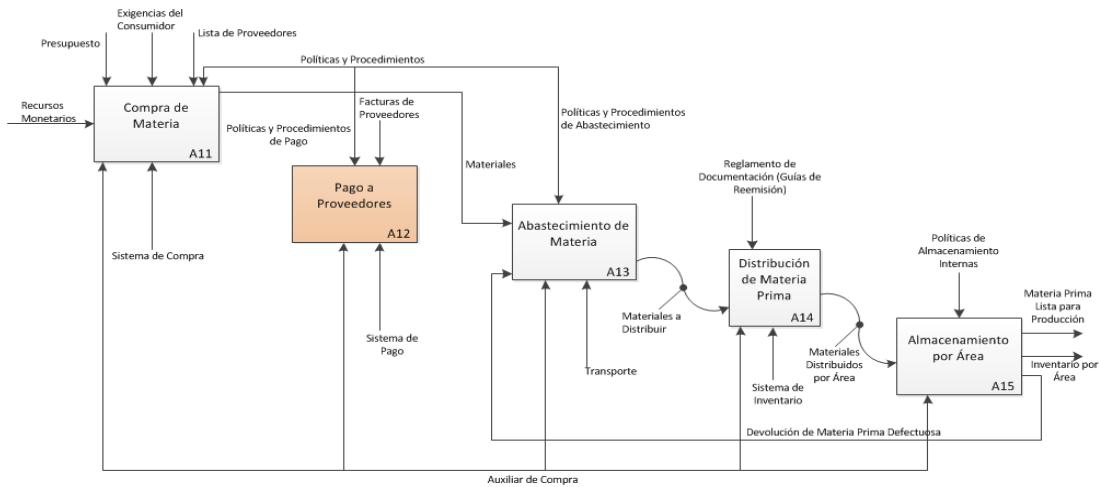 Exigencias del
Consumidor
Lista de Proveedores
Presupuesto
Políticas y Procedimientos
Recursos
Monetarios
Compra de
Materia
A11
Facturas de
Proveedores
Políticas y Procedimientos
de Pago
Políticas y Procedimientos
de Abastecimiento
Materiales
Reglamento de
Documentación (Guías de
Reemisión)
Pago a
Proveedores
A12
Sistema de Compra
Abastecimiento de
Materia
A13
Políticas de
Almacenamiento
Internas
Distribución
de Materia
Prima
A14
Materiales a
Distribuir
Materia Prima
Lista para
Producción
Sistema de
Pago
Transporte
Materiales
Distribuidos
por Área
Almacenamiento
por Área
A15
Inventario por
Área
Sistema de
Inventario
Devolución de Materia Prima Defectuosa
Auxiliar de Compra